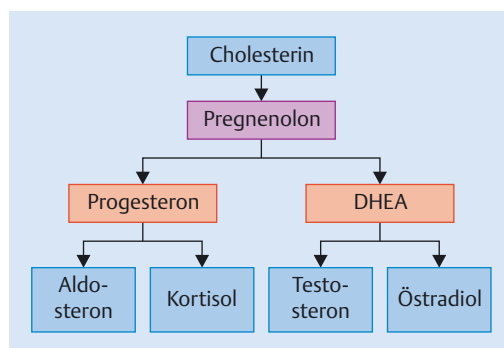 Cholesterin
Pregnenolon
Progesteron
DHEA
Aldo-
steron
Kortisol
Testo-
steron
Östradiol